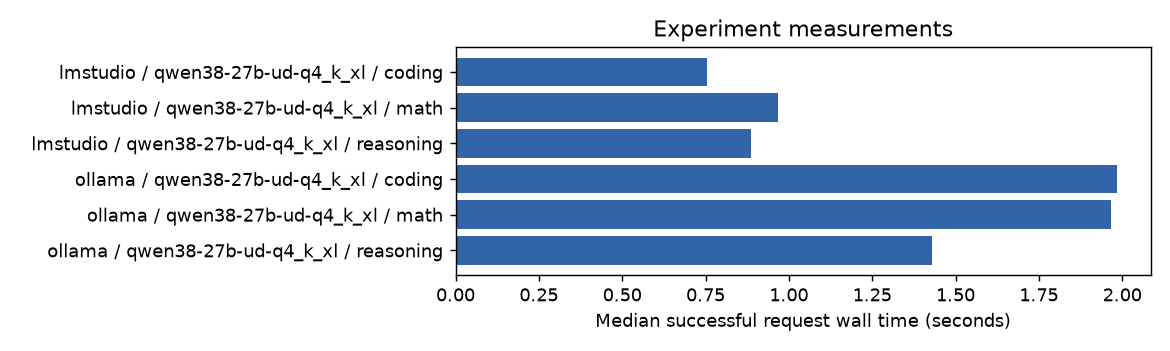 Experiment measurements
lmstudio / qwen38-27b-ud-q4_k_xl / coding
lmstudio / qwen38-27b-ud-q4_k_xl / math
lmstudio / qwen38-27b-ud-q4_k_xl / reasoning
ollama / qwen38-27b-ud-q4_k_xl / coding
ollama / qwen38-27b-ud-q4_k_xl / math
ollama / qwen38-27b-ud-q4_k_xl / reasoning
0.00 0.25 0.50 0.75 1.00 1.25 1.50 1.75 2.00
Median successful request wall time (seconds)